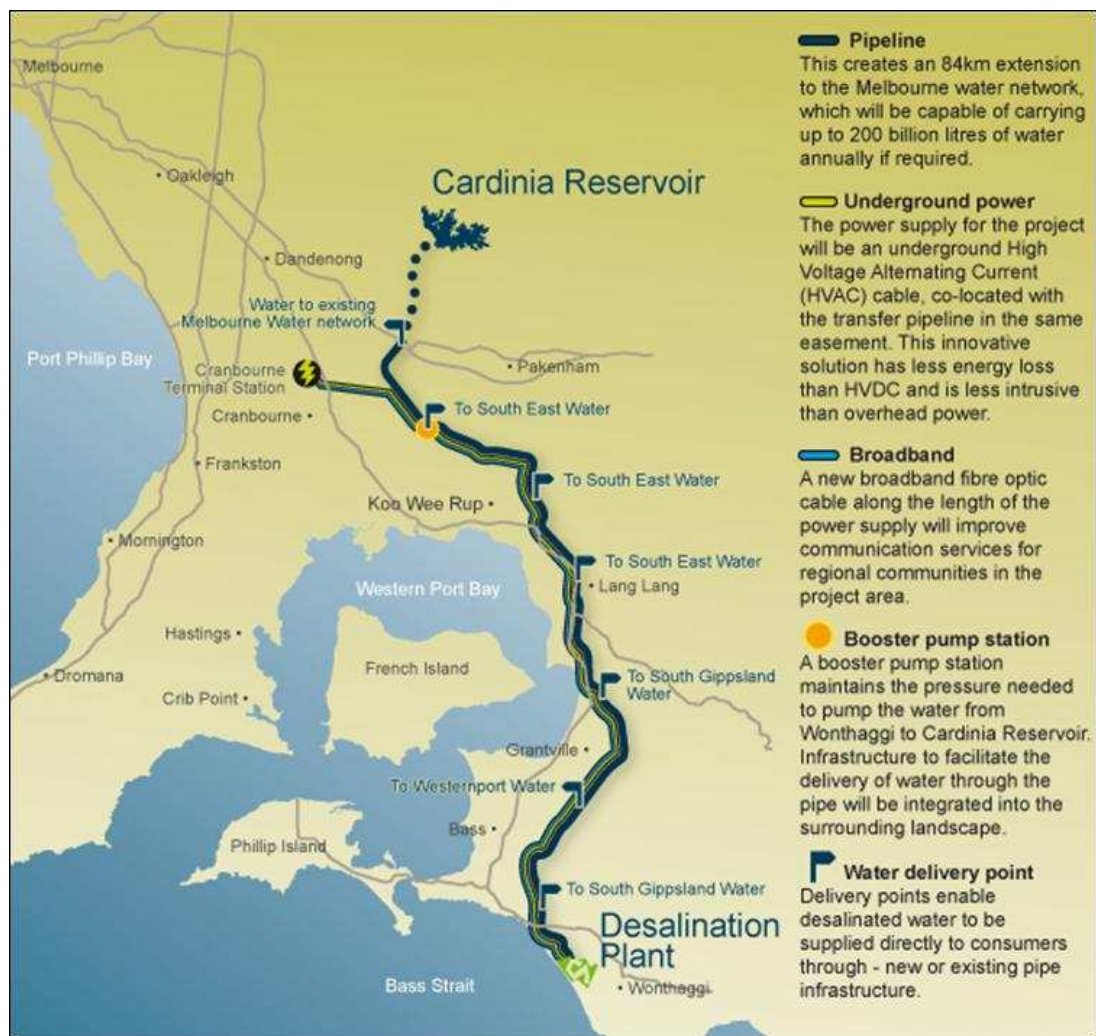 Melbourne
Oakleigh
Cardinia Reservoir
Dandenong
Water to existing
Melbourne Water network
Port Phillip Bay
Cranbourne
Terminal Station
Pakenham
Cranbourne
To South East Water
Frankston
To South East Water
Koo Wee Rup
Mornington
To South East Water
Western Port Bay
Lang Lang
Hastings
French Island
To South Gippsland
Water
Dromana
Crib Point
Grantville
To Westernport Water
Bass
Phillip Island
To South Gippsland Water
Desalination
Plant
Bass Strait
Wonthaggi
Pipeline
This creates an 84km extension
to the Melbourne water network,
which will be capable of carrying
up to 200 billion litres of water
annually if required.
Underground power
The power supply for the project
will be an underground High
Voltage Alternating Current
(HVAC) cable, co-located with
the transfer pipeline in the same
easement. This innovative
solution has less energy loss
than HVDC and is less intrusive
than overhead power.
Broadband
A new broadband fibre optic
cable along the length of the
power supply will improve
communication services for
regional communities in the
project area.
Booster pump station
A booster pump station
maintains the pressure needed
to pump the water from
Wonthaggi to Cardinia Reservoir.
Infrastructure to facilitate the
delivery of water through the
pipe will be integrated into the
surrounding landscape.
Water delivery point
Delivery points enable
desalinated water to be
supplied directly to consumers
through - new or existing pipe
infrastructure.